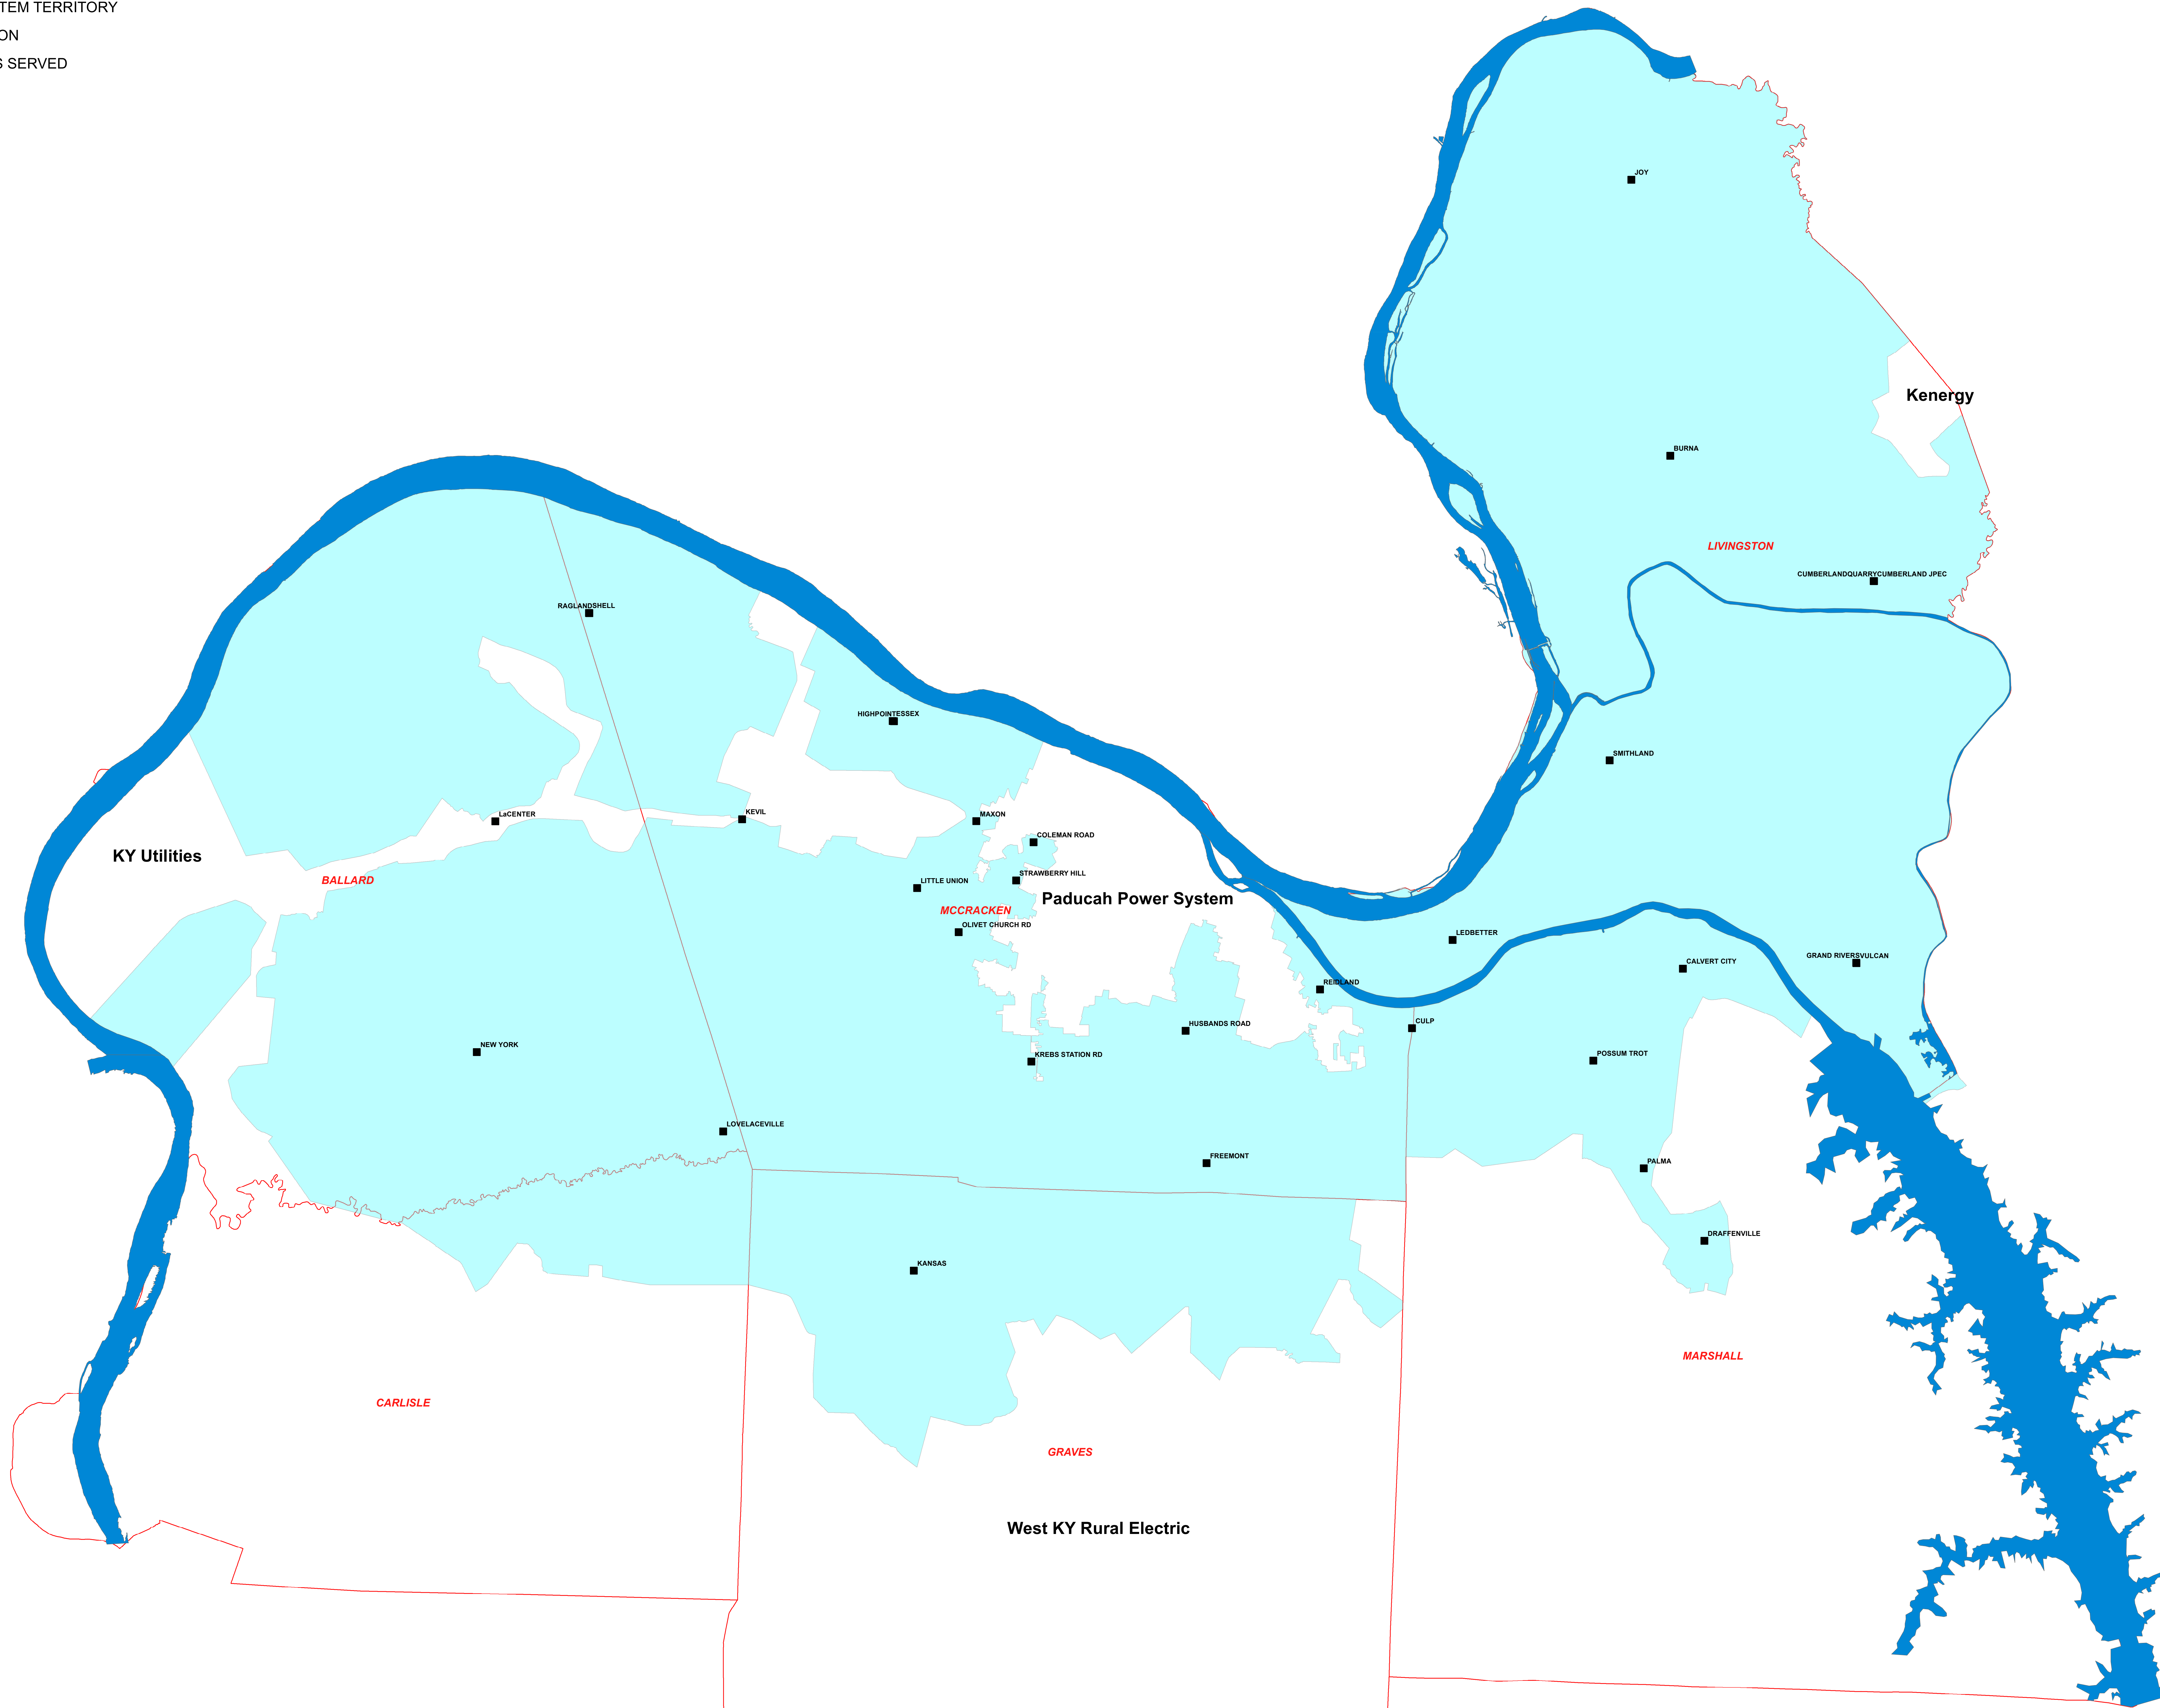 TEM TERRITORY
ON
S SERVED
JOY
Kenergy
BURNA
LIVINGSTON
CUMBERLANDQUARRYCUMBERLAND JPEC
RAGLANDSHELL
HIGHPOINTESSEX
SMITHLAND
KEVIL
LaCENTER
MAXON
COLEMAN ROAD
KY Utilities
STRAWBERRY HILL
BALLARD
LITTLE UNION
Paducah Power System
MCCRACKEN
OLIVET CHURCH RD
LEDBETTER
GRAND RIVERSVULCAN
CALVERT CITY
REIDLAND
CULP
HUSBANDS ROAD
NEW YORK
POSSUM TROT
KREBS STATION RD
LOVELACEVILLE
FREEMONT
PALMA
DRAFFENVILLE
KANSAS
MARSHALL
CARLISLE
GRAVES
West KY Rural Electric